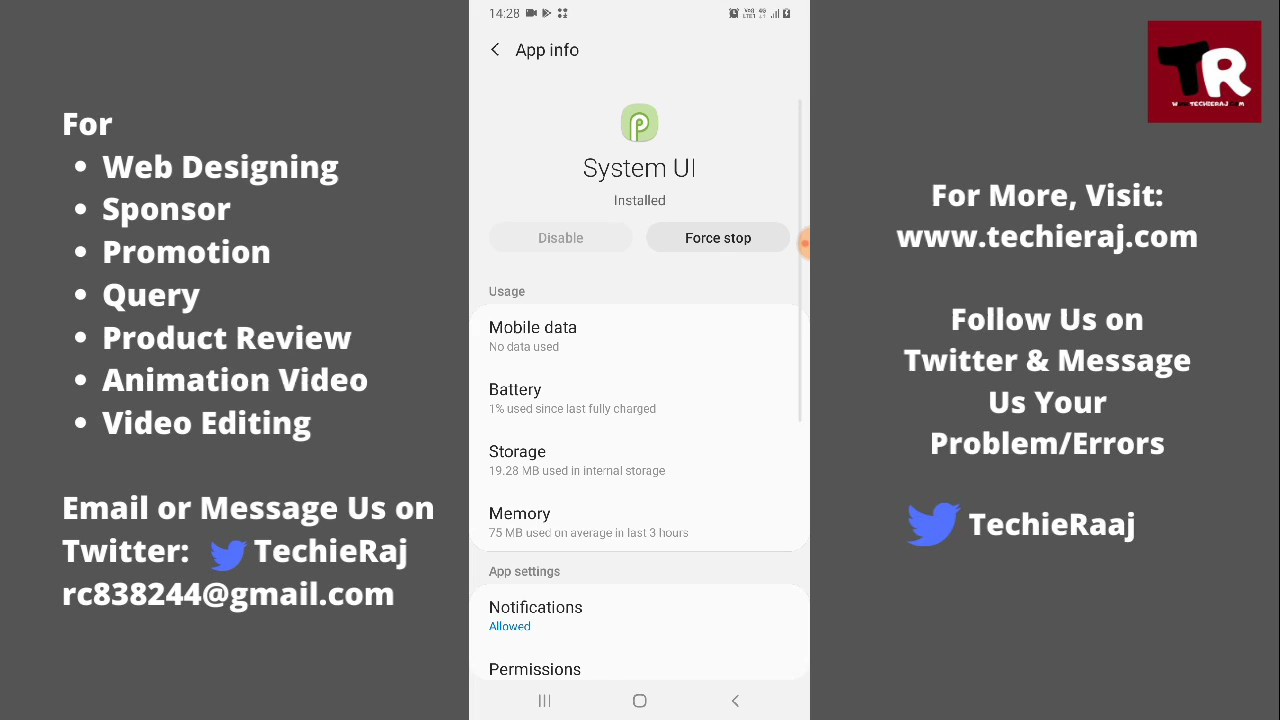 For
Web Designing
Sponsor
Promotion
Query
Product Review
Animation Video
Video Editing
Email or Message Us on
Twitter: TechieRaj
rc838244@gmail.com
14:28
App info
System UI
Installed
Disable
Force stop
Usage
Mobile data
No data used
Battery
1% used since last fully charged
Storage
19.28 MB used in internal storage
Memory
75 MB used on average in last 3 hours
App settings
Notifications
Allowed
Permissions
TR
WWW.TECHIERAJ.COM
For More, Visit:
www.techieraj.com
Follow Us on
Twitter & Message
Us Your
Problem/Errors
TechieRaaj